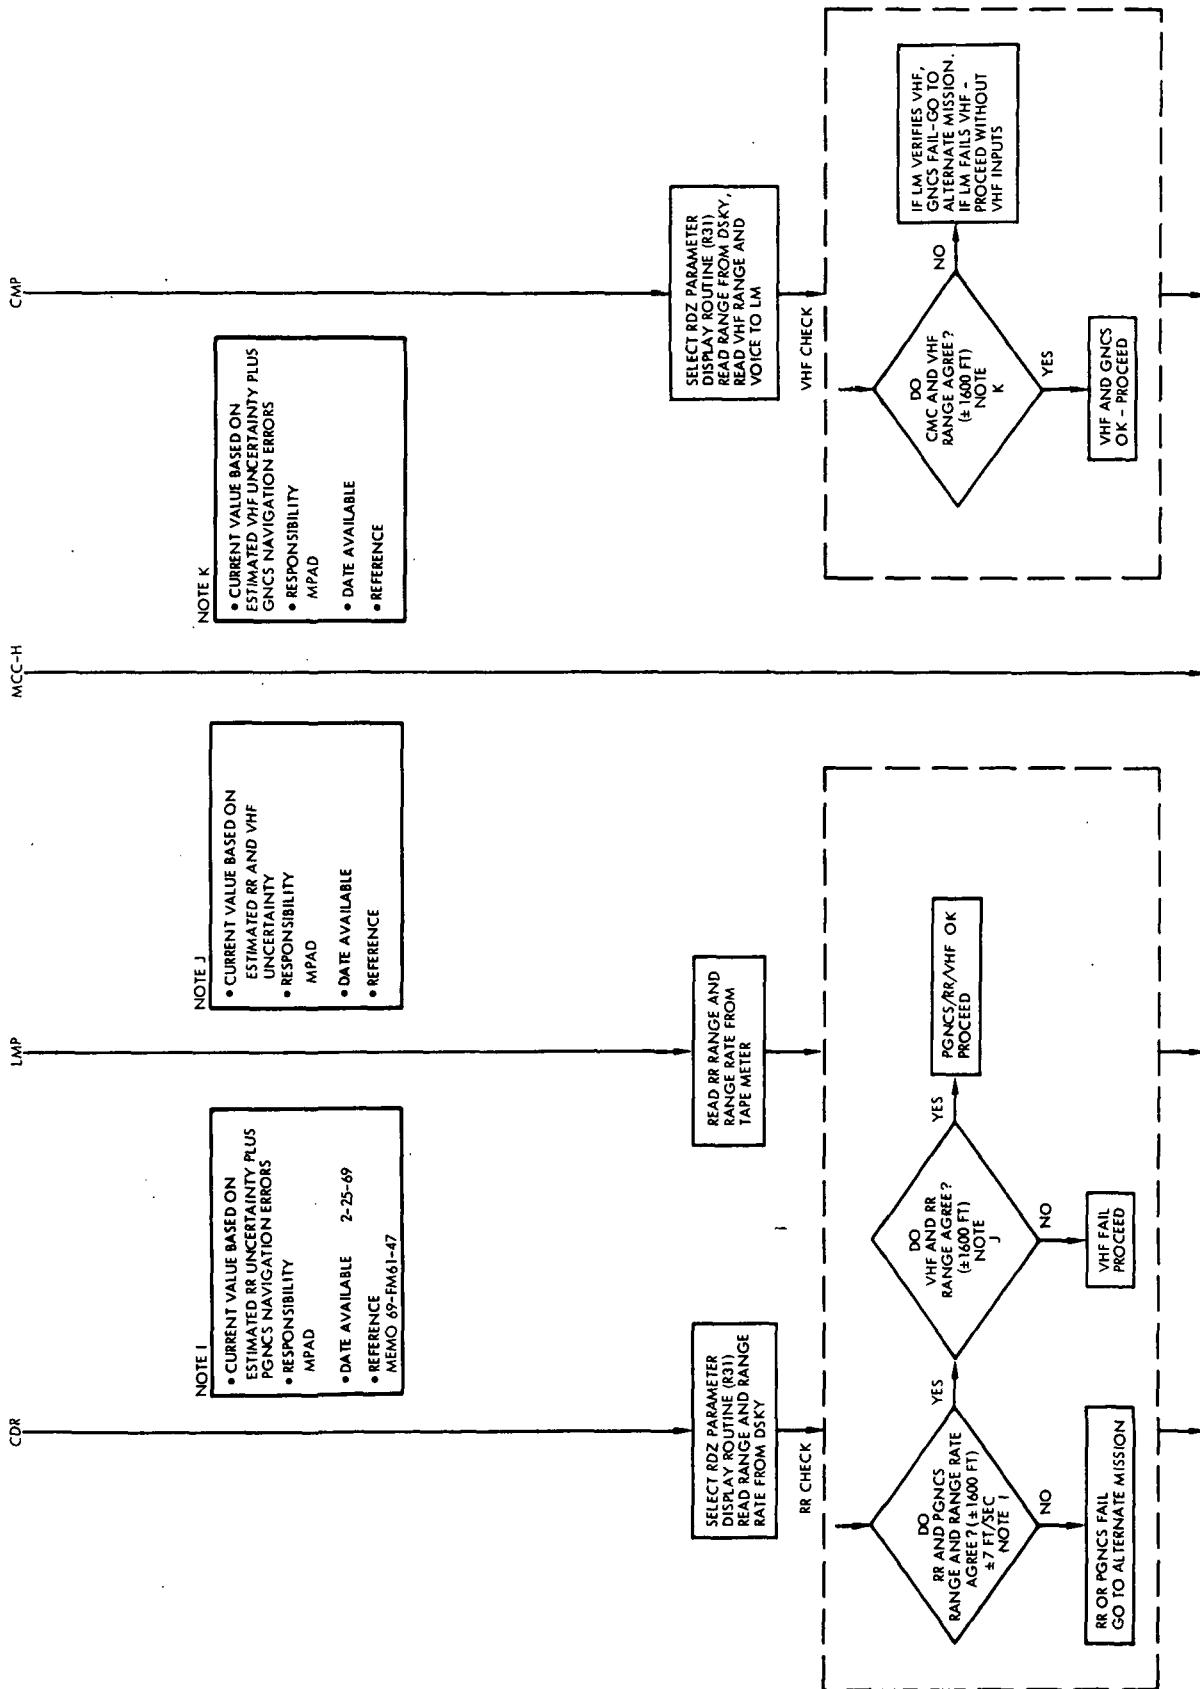 CDR
LMP
MCC-H
CMP
NOTE I
• CURRENT VALUE BASED ON
ESTIMATED RR UNCERTAINTY PLUS
PGNCS NAVIGATION ERRORS
• RESPONSIBILITY
MPAD
• DATE AVAILABLE 2-25-69
• REFERENCE
MEMO 69-FM61-47
NOTE J
• CURRENT VALUE BASED ON
ESTIMATED RR AND VHF
UNCERTAINTY
• RESPONSIBILITY
MPAD
• DATE AVAILABLE
• REFERENCE
NOTE K
• CURRENT VALUE BASED ON
ESTIMATED VHF UNCERTAINTY PLUS
GNCS NAVIGATION ERRORS
• RESPONSIBILITY
MPAD
• DATE AVAILABLE
• REFERENCE
SELECT RDZ PARAMETER
DISPLAY ROUTINE (R31)
READ RANGE AND RANGE
RATE FROM DSKY
READ RR RANGE AND
RANGE RATE FROM
TAPE METER
SELECT RDZ PARAMETER
DISPLAY ROUTINE (R31)
READ RANGE FROM DSKY,
READ VHF RANGE AND
VOICE TO LM
RR CHECK
VHF CHECK
DO
RR AND PGNCS
RANGE AND RANGE RATE
AGREE? (±1600 FT)
±7 FT/SEC
NOTE I
YES
NO
RR OR PGNCS FAIL
GO TO ALTERNATE MISSION
DO
VHF AND RR
RANGE AGREE?
(±1600 FT)
NOTE
J
YES
NO
PGNCS/RR/VHF OK
PROCEED
VHF FAIL
PROCEED
DO
CMC AND VHF
RANGE AGREE?
(± 1600 FT)
NOTE
K
NO
YES
IF LM VERIFIES VHF,
GNCS FAIL-GO TO
ALTERNATE MISSION.
IF LM FAILS VHF -
PROCEED WITHOUT
VHF INPUTS
VHF AND GNCS
OK - PROCEED